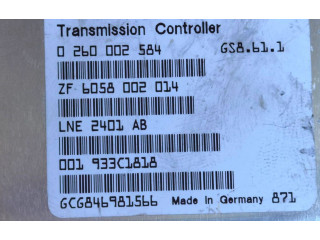 Transmission Controller
0 260 002 584 GS8.61.1
ZF 6058 002 014
LNE 2401 AB
001 933C1818
GCG846981566 Made in Germany 871